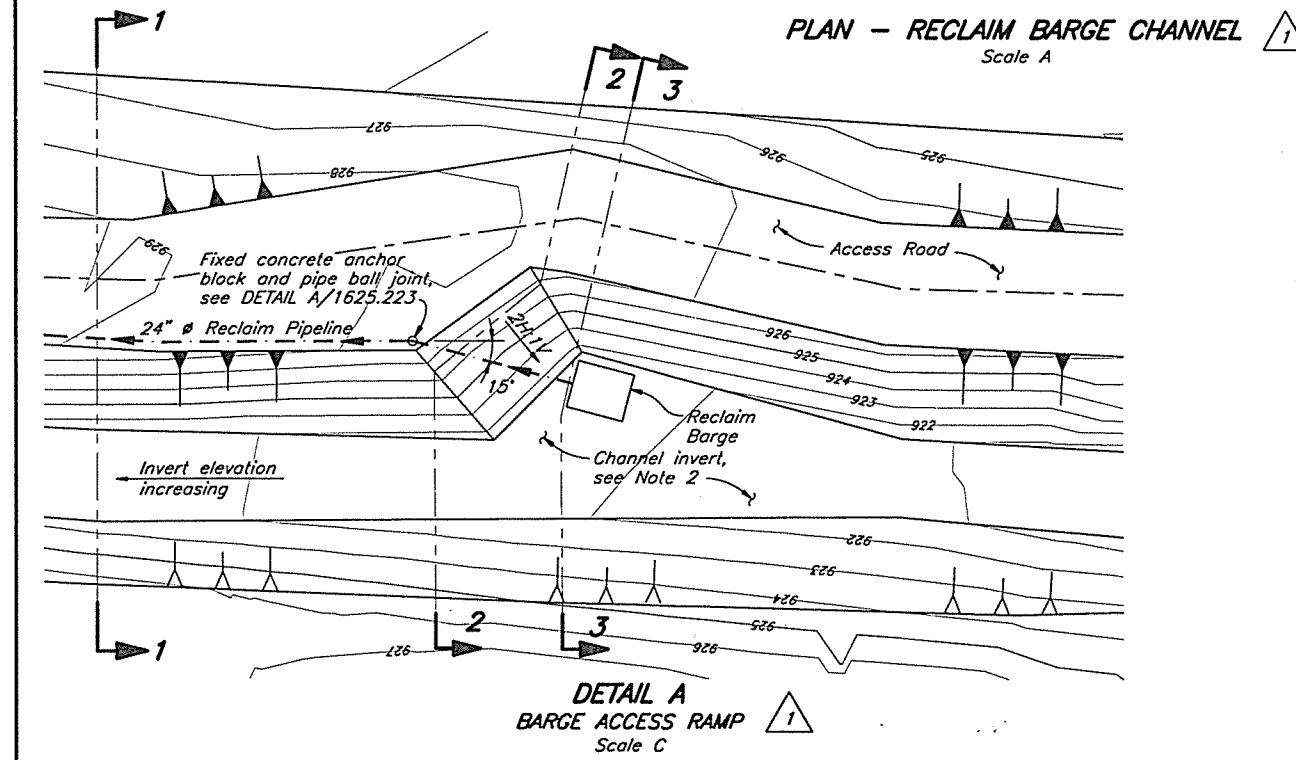 1
PLAN – RECLAIM BARGE CHANNEL
1
Scale A
2
3
927
926
925
928
929
Fixed concrete anchor
block and pipe ball joint,
see DETAIL A/1625.223
Access Road
24" ø Reclaim Pipeline
2H:1V
15°
926
925
924
923
922
Reclaim
Barge
Channel invert,
see Note 2
Invert elevation
increasing
922
923
924
925
926
927
1
2
3
DETAIL A
BARGE ACCESS RAMP
1
Scale C